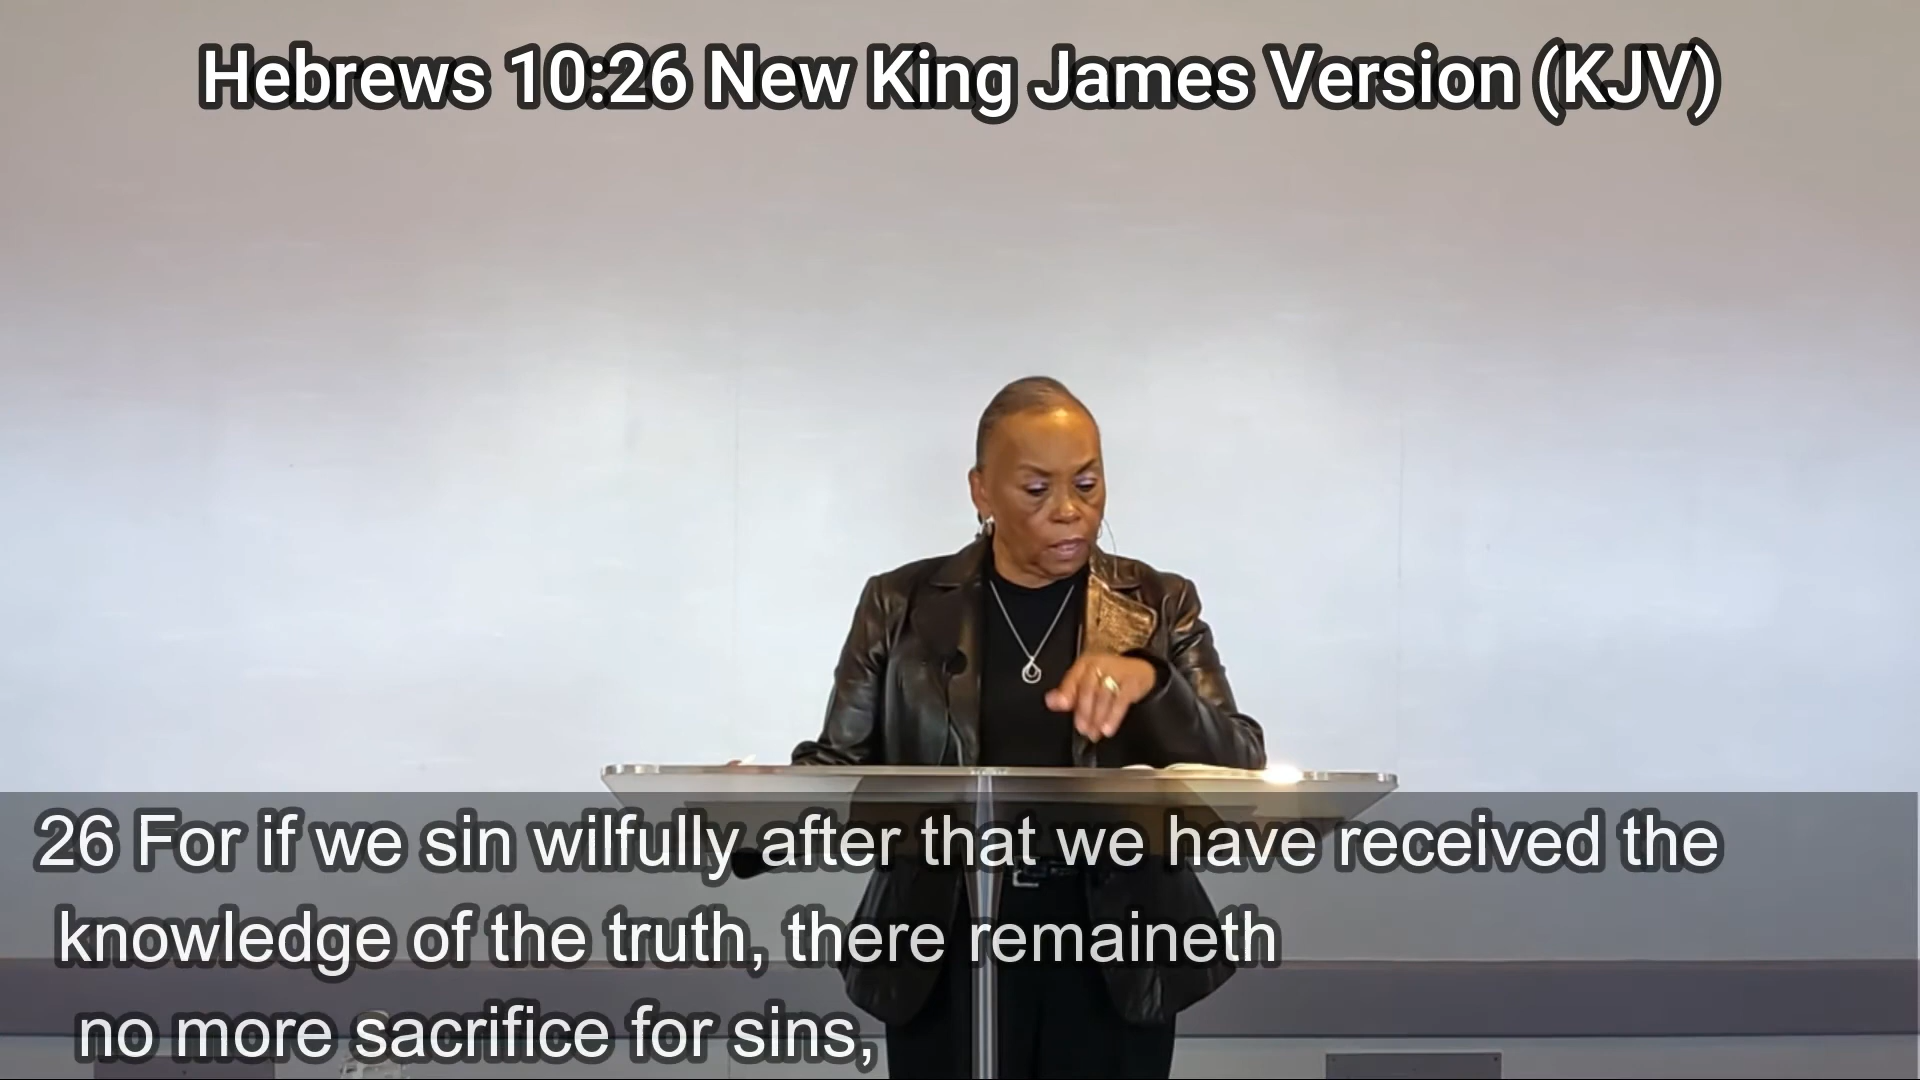 Hebrews 10:26 New King James Version (KJV)
26 For if we sin wilfully after that we have received the
knowledge of the truth, there remaineth
no more sacrifice for sins,